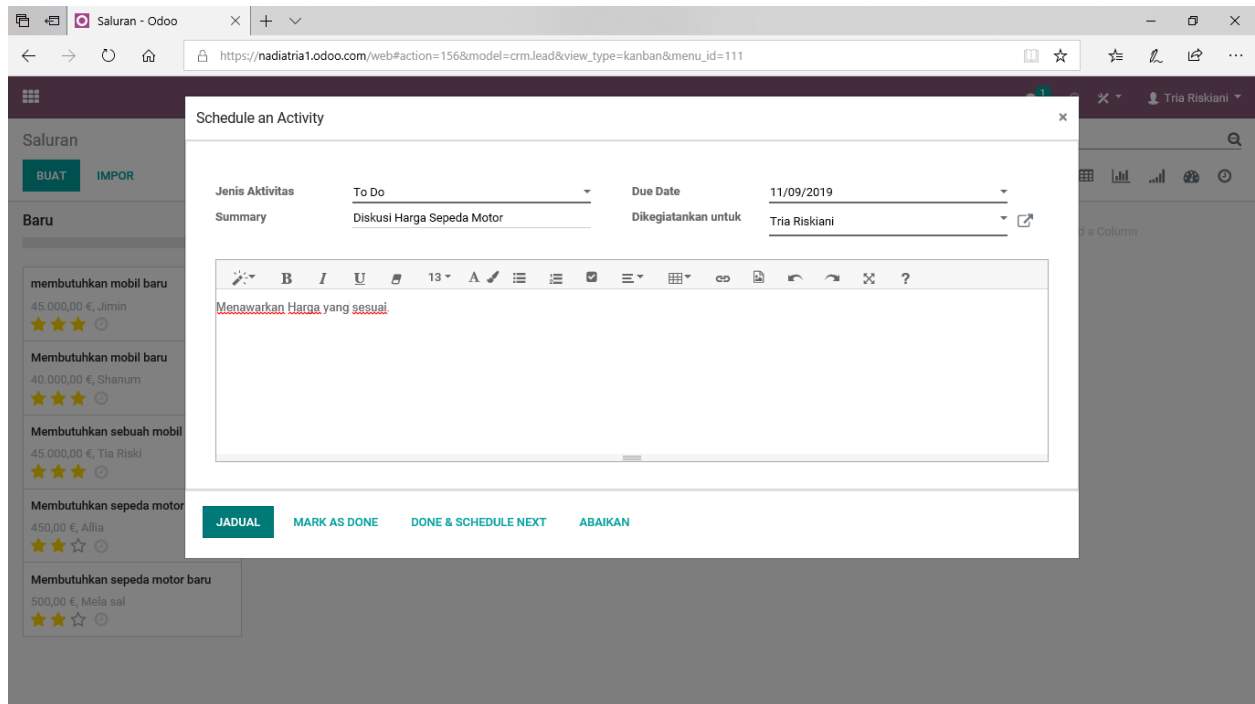 Saluran - Odoo
https://nadiatria1.odoo.com/web#action=156&model=crm.lead&view_type=kanban&menu_id=111
1
Tria Riskiani
Schedule an Activity
×
Saluran
BUAT IMPOR
Jenis Aktivitas To Do Due Date 11/09/2019
Summary Diskusi Harga Sepeda Motor Dikegiatankan untuk Tria Riskiani
Baru
d a Column
B I U 13 A ?
Menawarkan Harga yang sesuai.
membutuhkan mobil baru
45.000,00 €, Jimin
Membutuhkan mobil baru
40.000,00 €, Shanum
Membutuhkan sebuah mobil
45.000,00 €, Tia Riski
Membutuhkan sepeda motor
450,00 €, Allia
JADUAL MARK AS DONE DONE & SCHEDULE NEXT ABAIKAN
Membutuhkan sepeda motor baru
500,00 €, Mela sal